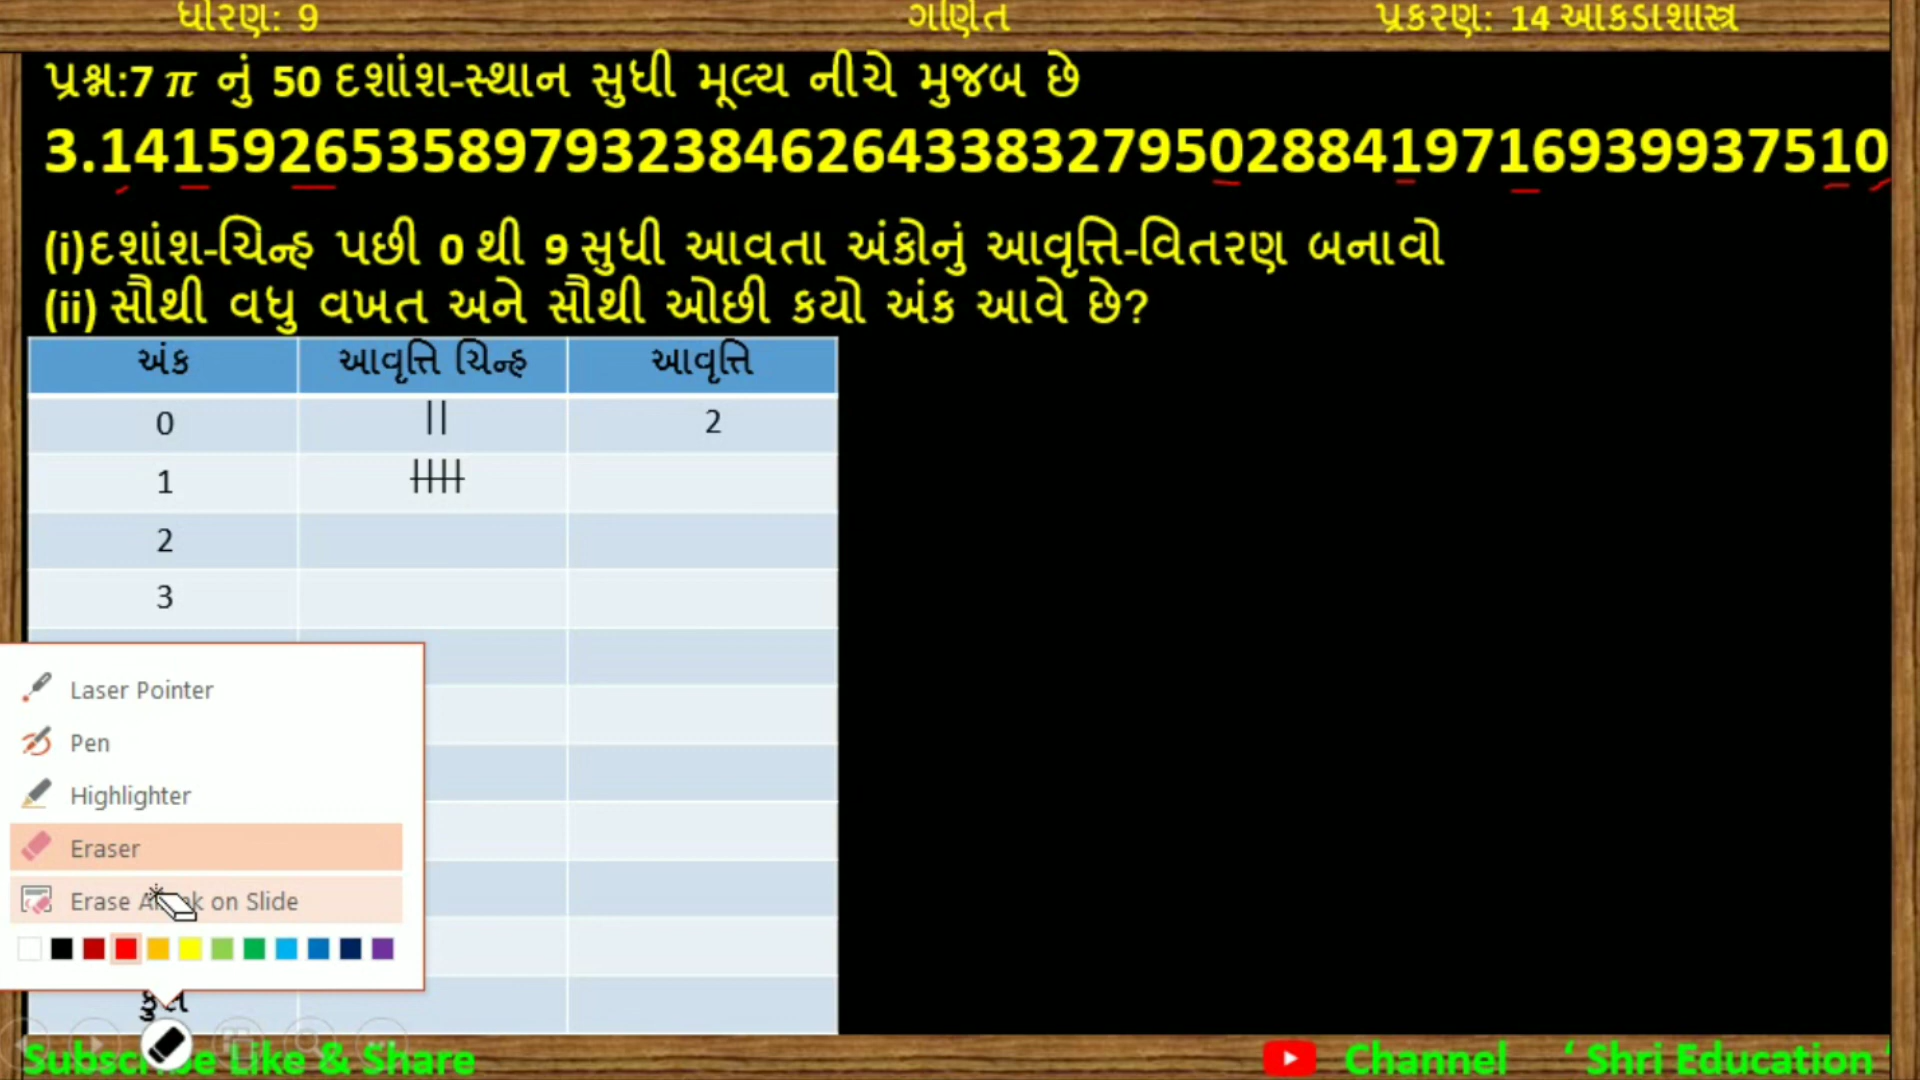 ધોરણ: 9
ગણિત
પ્રકરણ: 14 આંકડાશાસ્ત્ર
પ્રશ્ન:7 π નું 50 દશાંશ-સ્થાન સુધી મૂલ્ય નીચે મુજબ છે
3.14159265358979323846264338327950288419716939937510
(i)દશાંશ-ચિન્હ પછી 0 થી 9 સુધી આવતા અંકોનું આવૃત્તિ-વિતરણ બનાવો
(ii) સૌથી વધુ વખત અને સૌથી ઓછી કયો અંક આવે છે?
અંક આવૃત્તિ ચિન્હ આવૃત્તિ
0 || 2
1
2
3
Laser Pointer
Pen
Highlighter
Eraser
Erase on Slide
કુલ
Subscribe Like & Share
Channel ‘ Shri Education ’